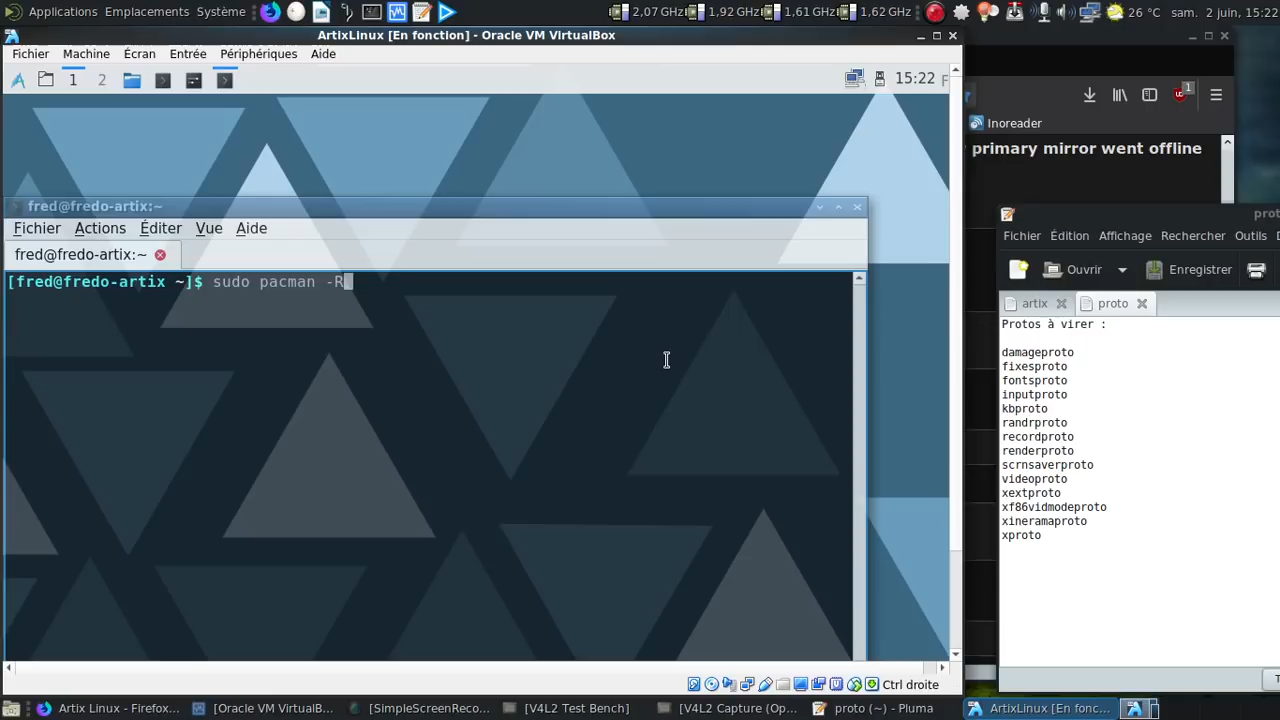 Applications Emplacements Système 2,07 GHz 1,92 GHz 1,61 GHz 1,62 GHz 26 °C sam. 2 juin, 15:22
ArtixLinux [En fonction] - Oracle VM VirtualBox
Fichier Machine Écran Entrée Périphériques Aide
1 2 15:22
1
Inoreader
primary mirror went offline
fred@fredo-artix:~
Fichier Actions Éditer Vue Aide
fred@fredo-artix:~
[fred@fredo-artix ~]$ sudo pacman -R
Ctrl droite
Fichier Édition Affichage Rechercher Outils
Ouvrir Enregistrer
artix proto
Protos à virer :
damageproto
fixesproto
fontsproto
inputproto
kbproto
randrproto
recordproto
renderproto
scrnsaverproto
videoproto
xextproto
xf86vidmodeproto
xineramaproto
xproto
Artix Linux - Firefox... [Oracle VM VirtualB... [SimpleScreenReco... [V4L2 Test Bench] [V4L2 Capture (Op... proto (~) - Pluma ArtixLinux [En fonc...